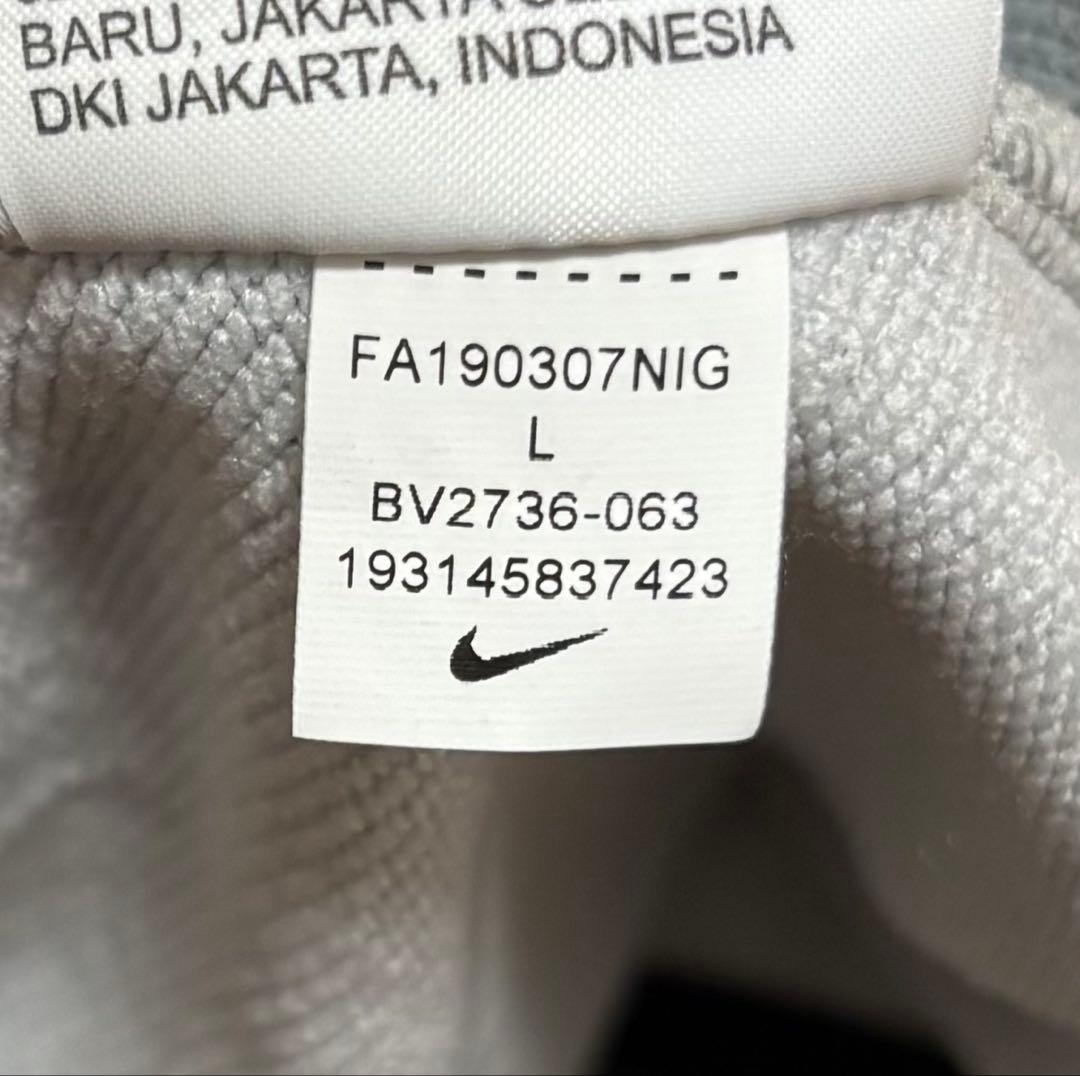 BARU, JAKARTA
DKI JAKARTA, INDONESIA
FA190307NIG
L
BV2736-063
193145837423